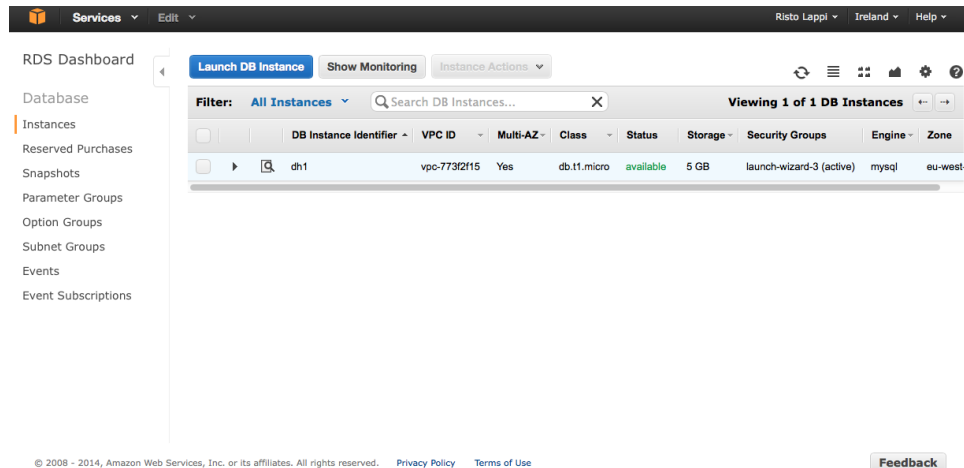 Services Edit Risto Lappi Ireland Help
RDS Dashboard
Launch DB Instance Show Monitoring Instance Actions
Database
Filter: All Instances Search DB Instances... Viewing 1 of 1 DB Instances
Instances
Reserved Purchases
Snapshots
Parameter Groups
Option Groups
Subnet Groups
Events
Event Subscriptions
DB Instance Identifier VPC ID Multi-AZ Class Status Storage Security Groups Engine Zone
dh1 vpc-773f2f15 Yes db.t1.micro available 5 GB launch-wizard-3 (active) mysql eu-west-
© 2008 - 2014, Amazon Web Services, Inc. or its affiliates. All rights reserved. Privacy Policy Terms of Use Feedback